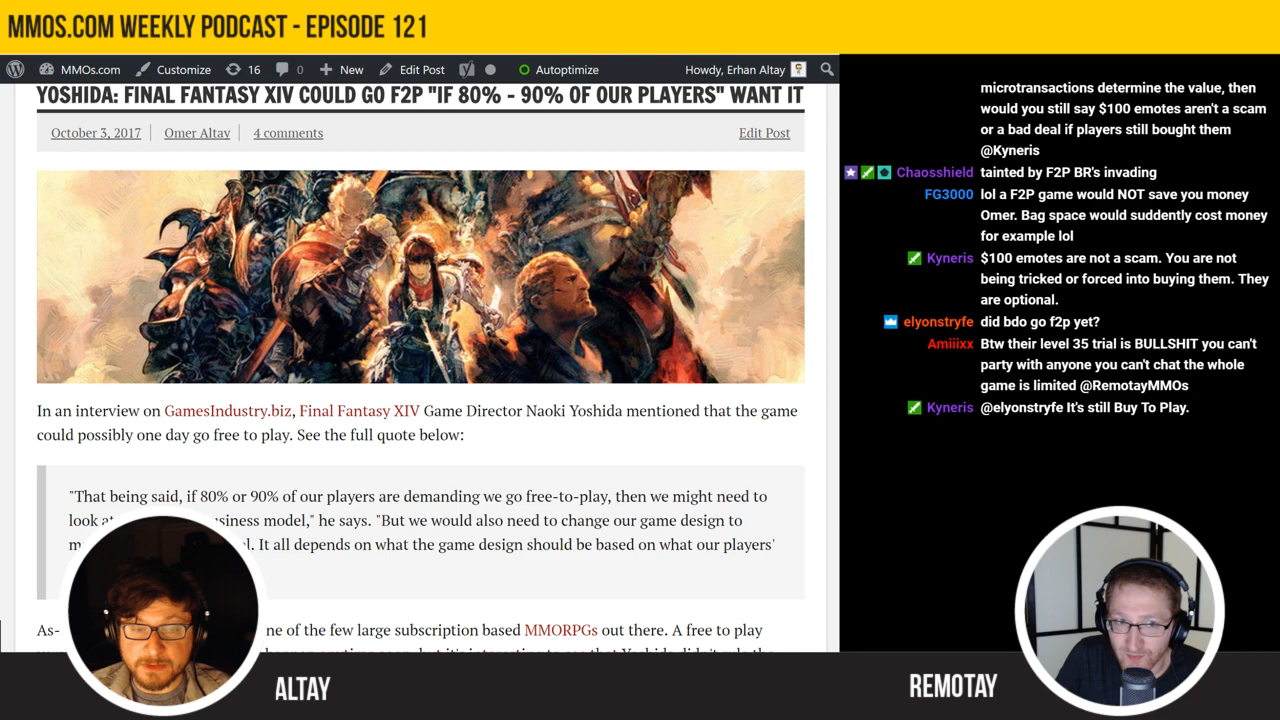 MMOS.COM WEEKLY PODCAST - EPISODE 121
MMOs.com Customize 16 0 New Edit Post Autoptimize Howdy, Erhan Altay
YOSHIDA: FINAL FANTASY XIV COULD GO F2P "IF 80% - 90% OF OUR PLAYERS" WANT IT
October 3, 2017 Omer Altay 4 comments Edit Post
In an interview on GamesIndustry.biz, Final Fantasy XIV Game Director Naoki Yoshida mentioned that the game
could possibly one day go free to play. See the full quote below:
"That being said, if 80% or 90% of our players are demanding we go free-to-play, then we might need to
look at business model," he says. "But we would also need to change our game design to
It all depends on what the game design should be based on what our players'
As- one of the few large subscription based MMORPGs out there. A free to play
microtransactions determine the value, then
would you still say $100 emotes aren't a scam
or a bad deal if players still bought them
@Kyneris
Chaosshield tainted by F2P BR's invading
FG3000 lol a F2P game would NOT save you money
Omer. Bag space would suddenly cost money
for example lol
Kyneris $100 emotes are not a scam. You are not
being tricked or forced into buying them. They
are optional.
elyonstryfe did bdo go f2p yet?
Amiiixx Btw their level 35 trial is BULLSHIT you can't
party with anyone you can't chat the whole
game is limited @RemotayMMOs
Kyneris @elyonstryfe It's still Buy To Play.
ALTAY
REMOTAY